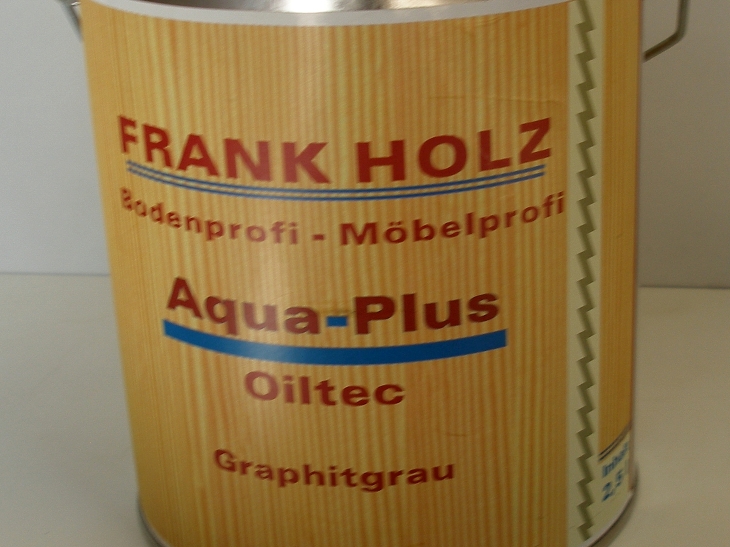 FRANK HOLZ
Bodenprofi - Möbelprofi
Aqua-Plus
Oiltec
Graphitgrau